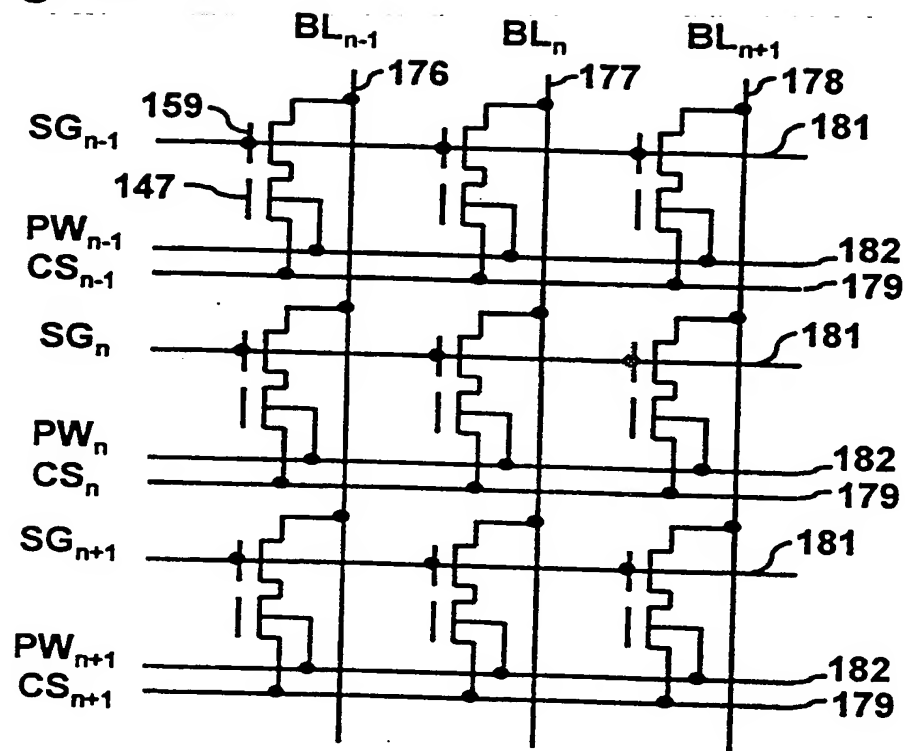 BLn-1 BLn BLn+1
176 177 178
159
SGn-1 181
147
PWn-1 182
CSn-1 179
SGn 181
PWn 182
CSn 179
SGn+1 181
PWn+1 182
CSn+1 179